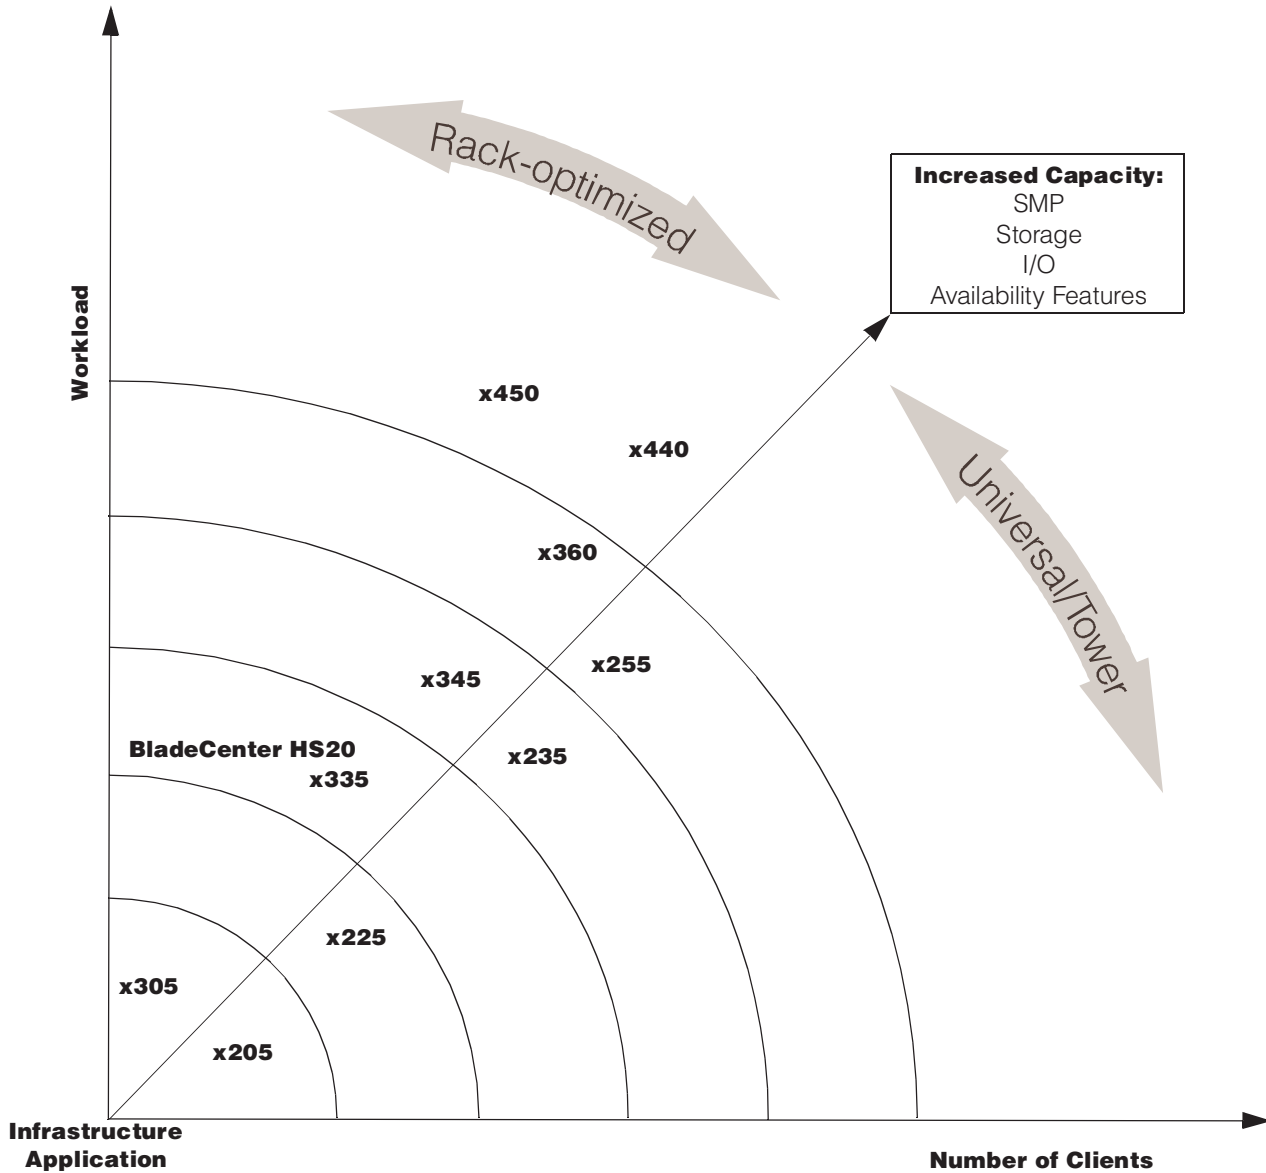 Rack-optimized
Increased Capacity:
SMP
Storage
I/O
Availability Features
Workload
x450
x440
Universal/Tower
x360
x255
x345
BladeCenter HS20
x335
x235
x225
x305
x205
Infrastructure
Application
Number of Clients